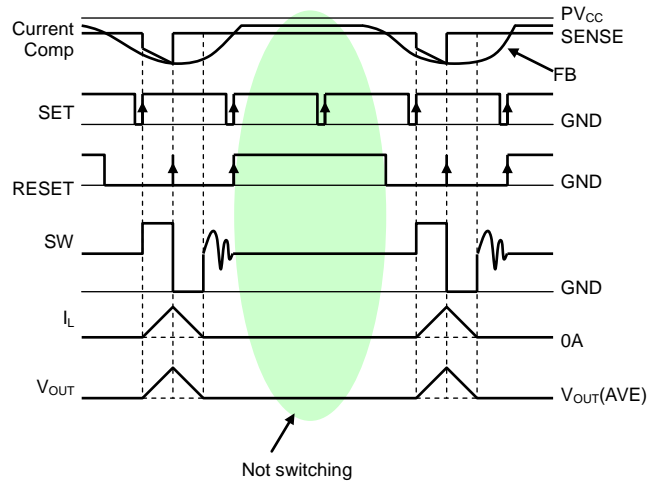 PVCC
Current
Comp
SENSE
FB
SET
GND
RESET
GND
SW
GND
IL
0A
VOUT
VOUT(AVE)
Not switching